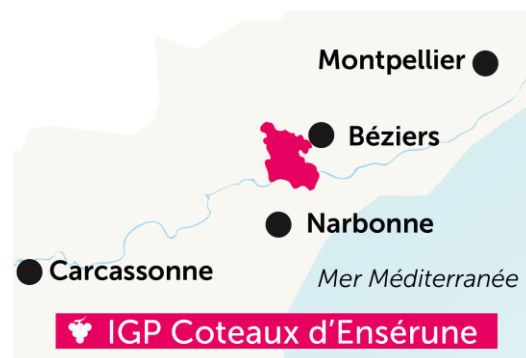 Montpellier
Béziers
Narbonne
Carcassonne
Mer Méditerranée
IGP Coteaux d'Ensérune